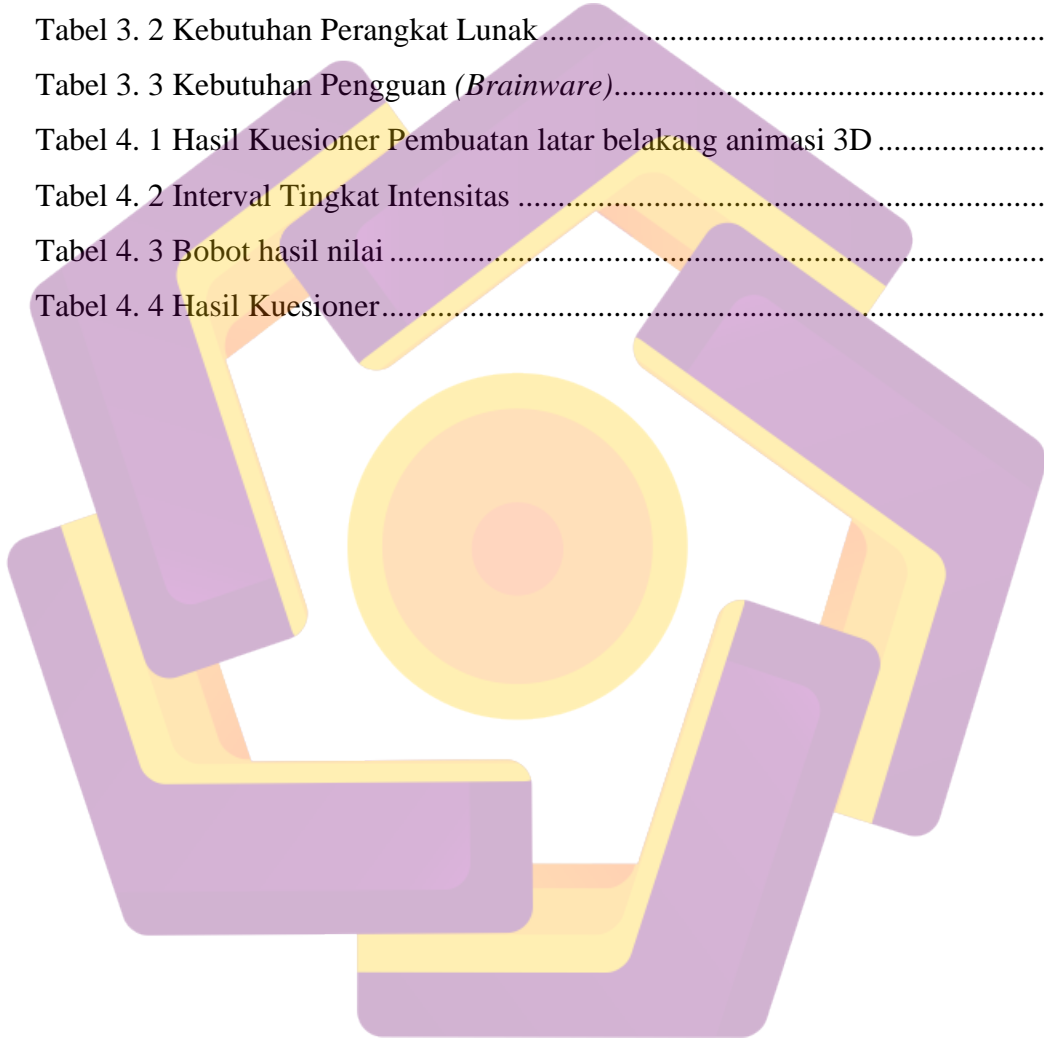 Tabel 3. 2 Kebutuhan Perangkat Lunak....................................................................
Tabel 3. 3 Kebutuhan Pengguan (Brainware)..........................................................
Tabel 4. 1 Hasil Kuesioner Pembuatan latar belakang animasi 3D .....................
Tabel 4. 2 Interval Tingkat Intensitas ......................................................................
Tabel 4. 3 Bobot hasil nilai .......................................................................................
Tabel 4. 4 Hasil Kuesioner........................................................................................